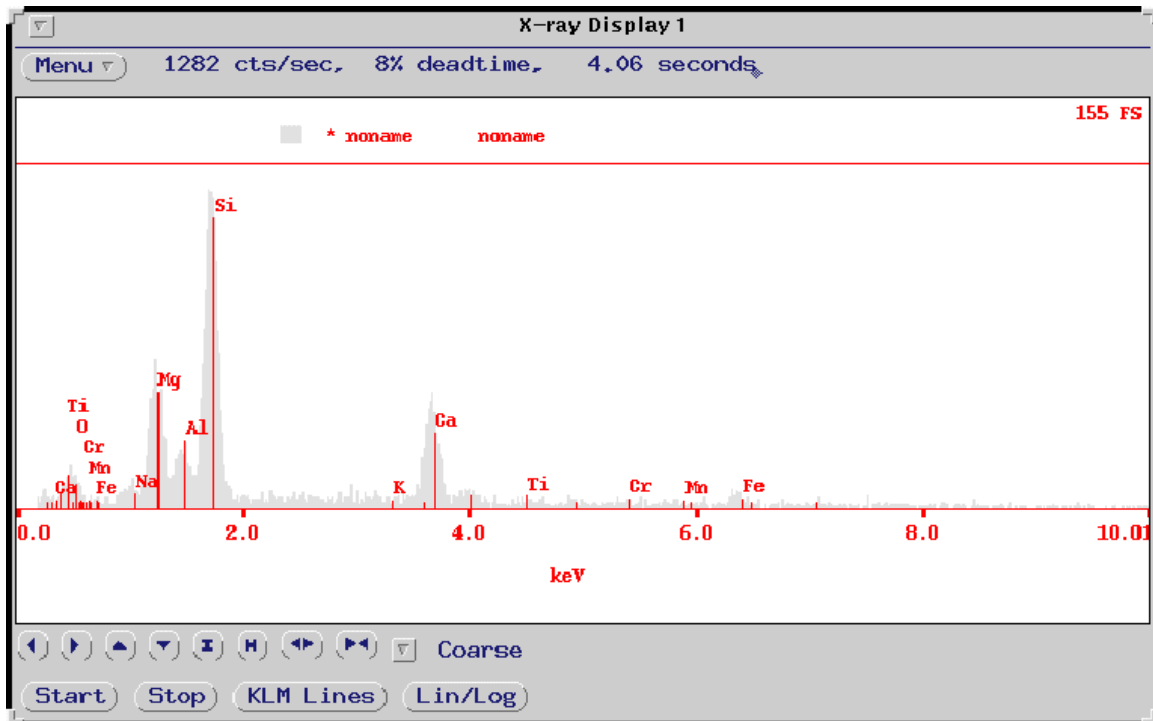 X-ray Display 1
Menu 1282 cts/sec, 8% deadtime, 4.06 seconds
155 FS
* noname noname
Si
Mg
Ti
O
Al
Ca
Cr
Mn
Ca Fe Na K Ti Cr Mn Fe
0.0 2.0 4.0 6.0 8.0 10.01
keV
Coarse
Start Stop KLM Lines Lin/Log